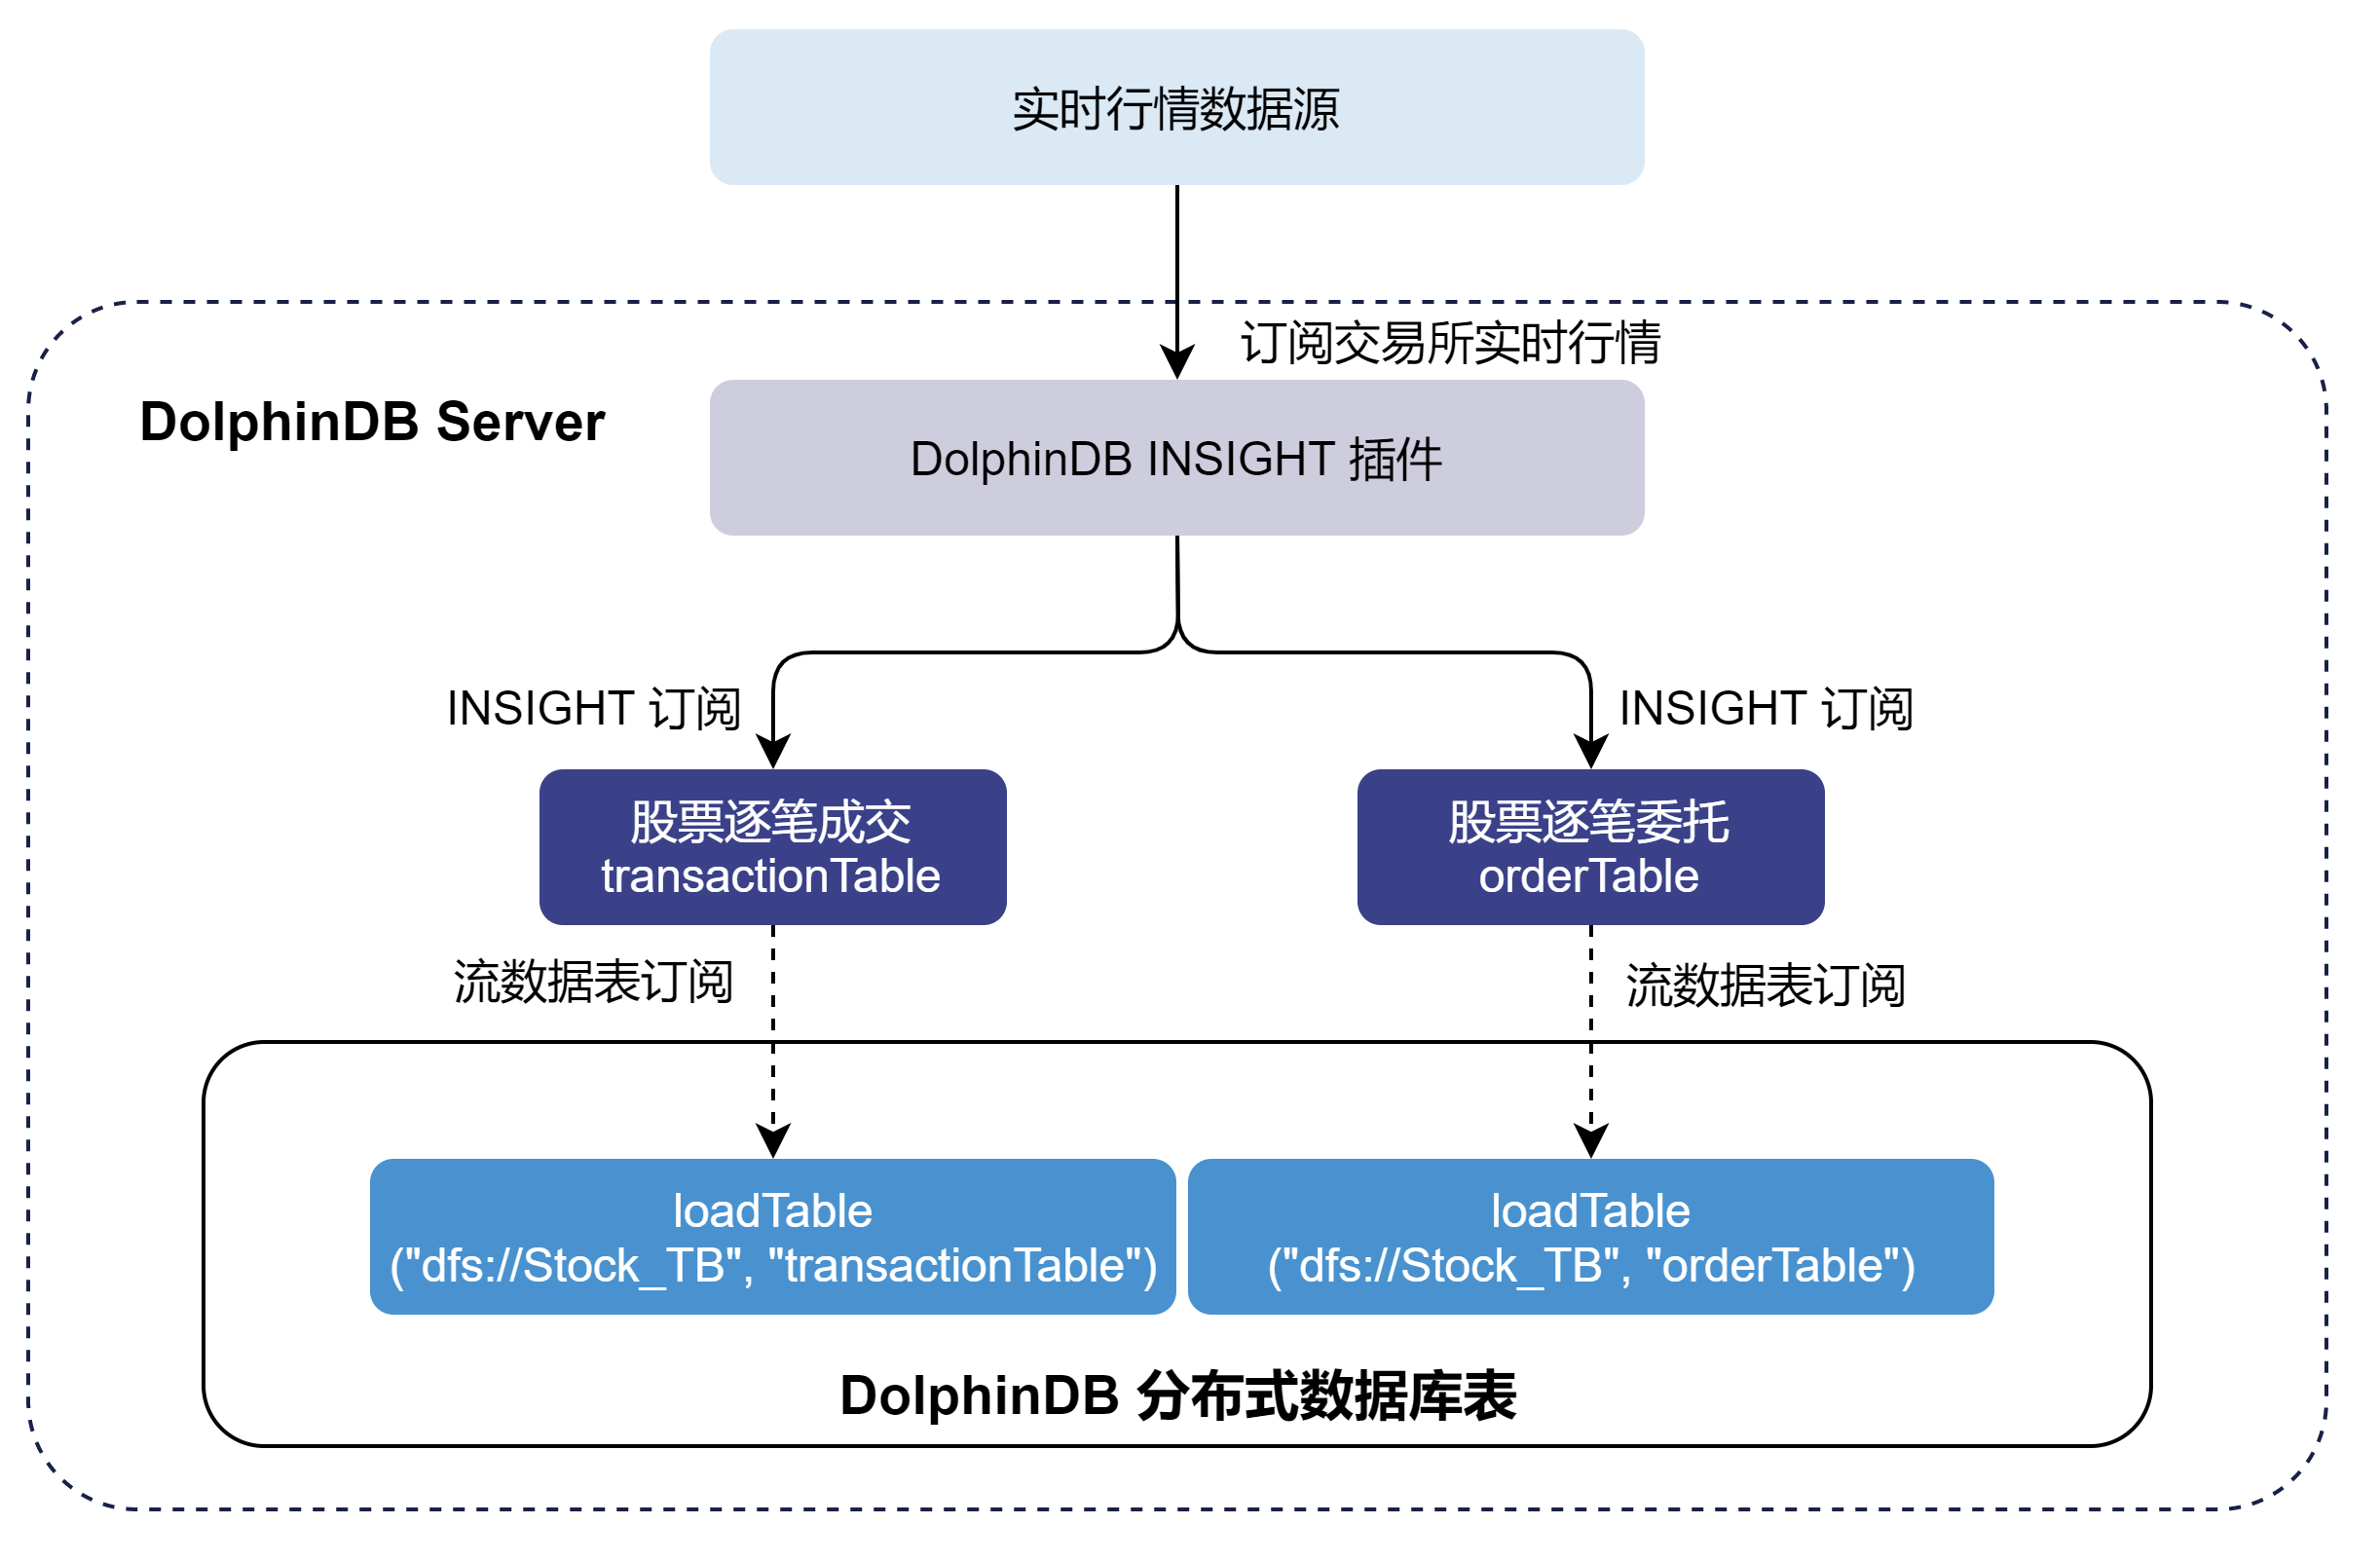 实时行情数据源
订阅交易所实时行情
DolphinDB Server
DolphinDB INSIGHT 插件
INSIGHT 订阅
INSIGHT 订阅
股票逐笔成交
transactionTable
股票逐笔委托
orderTable
流数据表订阅
流数据表订阅
loadTable
("dfs://Stock_TB", "transactionTable")
loadTable
("dfs://Stock_TB", "orderTable")
DolphinDB 分布式数据库表